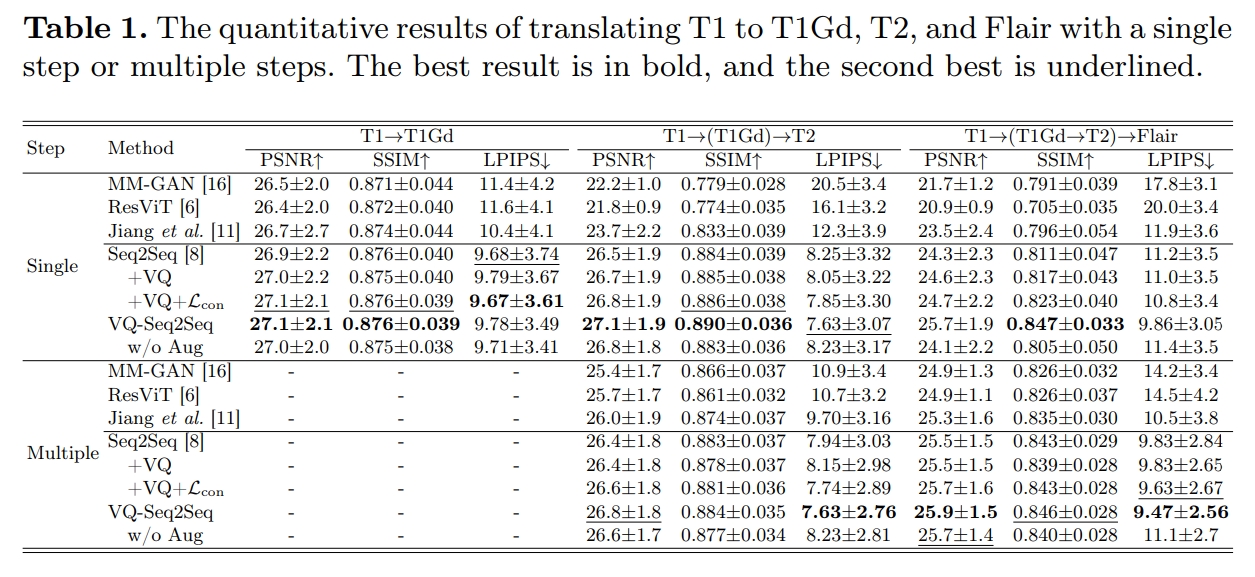 Table 1. The quantitative results of translating T1 to T1Gd, T2, and Flair with a single
step or multiple steps. The best result is in bold, and the second best is underlined.
Step Method T1→T1Gd T1→(T1Gd)→T2 T1→(T1Gd→T2)→Flair
PSNR↑ SSIM↑ LPIPS↓ PSNR↑ SSIM↑ LPIPS↓ PSNR↑ SSIM↑ LPIPS↓
Single
MM-GAN [16] 26.5±2.0 0.871±0.044 11.4±4.2 22.2±1.0 0.779±0.028 20.5±3.4 21.7±1.2 0.791±0.039 17.8±3.1
ResViT [6] 26.4±2.0 0.872±0.040 11.6±4.1 21.8±0.9 0.774±0.035 16.1±3.2 20.9±0.9 0.705±0.035 20.0±3.4
Jiang et al. [11] 26.7±2.7 0.874±0.044 10.4±4.1 23.7±2.2 0.833±0.039 12.3±3.9 23.5±2.4 0.796±0.054 11.9±3.6
Seq2Seq [8] 26.9±2.2 0.876±0.040 9.68±3.74 26.5±1.9 0.884±0.039 8.25±3.32 24.3±2.3 0.811±0.047 11.2±3.5
+VQ 27.0±2.2 0.875±0.040 9.79±3.67 26.7±1.9 0.885±0.038 8.05±3.22 24.6±2.3 0.817±0.043 11.0±3.5
+VQ+ℒcon 27.1±2.1 0.876±0.039 9.67±3.61 26.8±1.9 0.886±0.038 7.85±3.30 24.7±2.2 0.823±0.040 10.8±3.4
VQ-Seq2Seq 27.1±2.1 0.876±0.039 9.78±3.49 27.1±1.9 0.890±0.036 7.63±3.07 25.7±1.9 0.847±0.033 9.86±3.05
w/o Aug 27.0±2.0 0.875±0.038 9.71±3.41 26.8±1.8 0.883±0.036 8.23±3.17 24.1±2.2 0.805±0.050 11.4±3.5
Multiple
MM-GAN [16] - - - 25.4±1.7 0.866±0.037 10.9±3.4 24.9±1.3 0.826±0.032 14.2±3.4
ResViT [6] - - - 25.7±1.7 0.861±0.032 10.7±3.2 24.9±1.1 0.826±0.037 14.5±4.2
Jiang et al. [11] - - - 26.0±1.9 0.874±0.037 9.70±3.16 25.3±1.6 0.835±0.030 10.5±3.8
Seq2Seq [8] - - - 26.4±1.8 0.883±0.037 7.94±3.03 25.5±1.5 0.843±0.029 9.83±2.84
+VQ - - - 26.4±1.8 0.878±0.037 8.15±2.98 25.5±1.5 0.839±0.028 9.83±2.65
+VQ+ℒcon - - - 26.6±1.8 0.881±0.036 7.74±2.89 25.7±1.6 0.843±0.028 9.63±2.67
VQ-Seq2Seq - - - 26.8±1.8 0.884±0.035 7.63±2.76 25.9±1.5 0.846±0.028 9.47±2.56
w/o Aug - - - 26.6±1.7 0.877±0.034 8.23±2.81 25.7±1.4 0.840±0.028 11.1±2.7